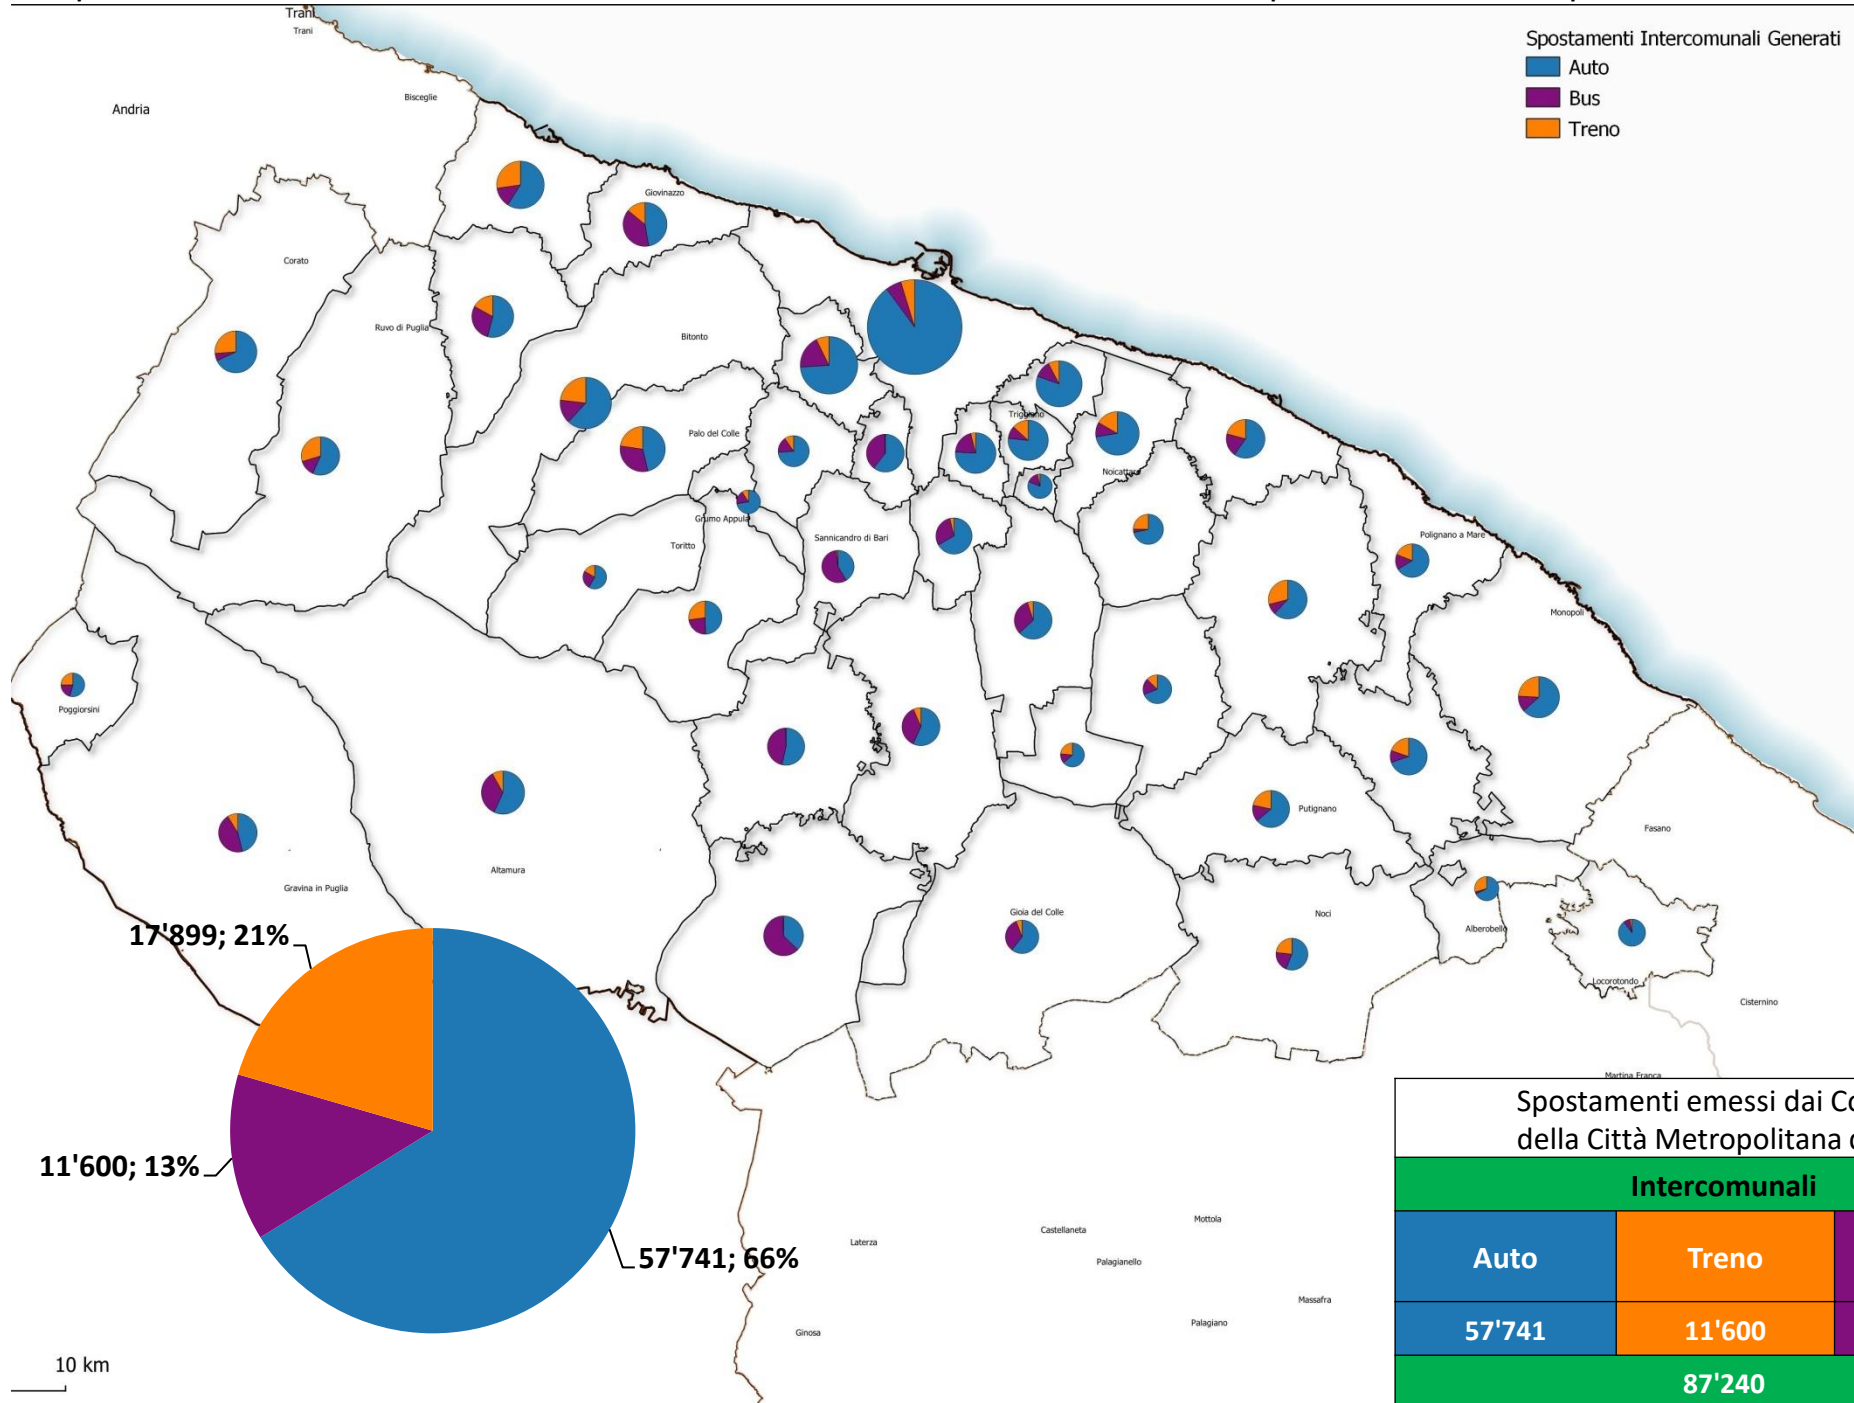 Trani
Trani
Spostamenti Intercomunali Generati
Auto
Bus
Treno
Bisceglie
Andria
Giovinazzo
Corato
Ruvo di Puglia
Bitonto
Palo del Colle
Triggiano
Noicattaro
Grumo Appula
Toritto
Sannicandro di Bari
Polignano a Mare
Monopoli
Poggiorsini
Putignano
Fasano
Altamura
Gravina in Puglia
Gioia del Colle
Noci
Alberobello
Locorotondo
Cisternino
Martina Franca
17'899; 21%
11'600; 13%
57'741; 66%
Mottola
Castellaneta
Laterza
Palagianello
Massafra
Palagiano
Ginosa
10 km
Spostamenti emessi dai
della Città Metropolitana
Intercomunali
Auto
Treno
57'741
11'600
87'240